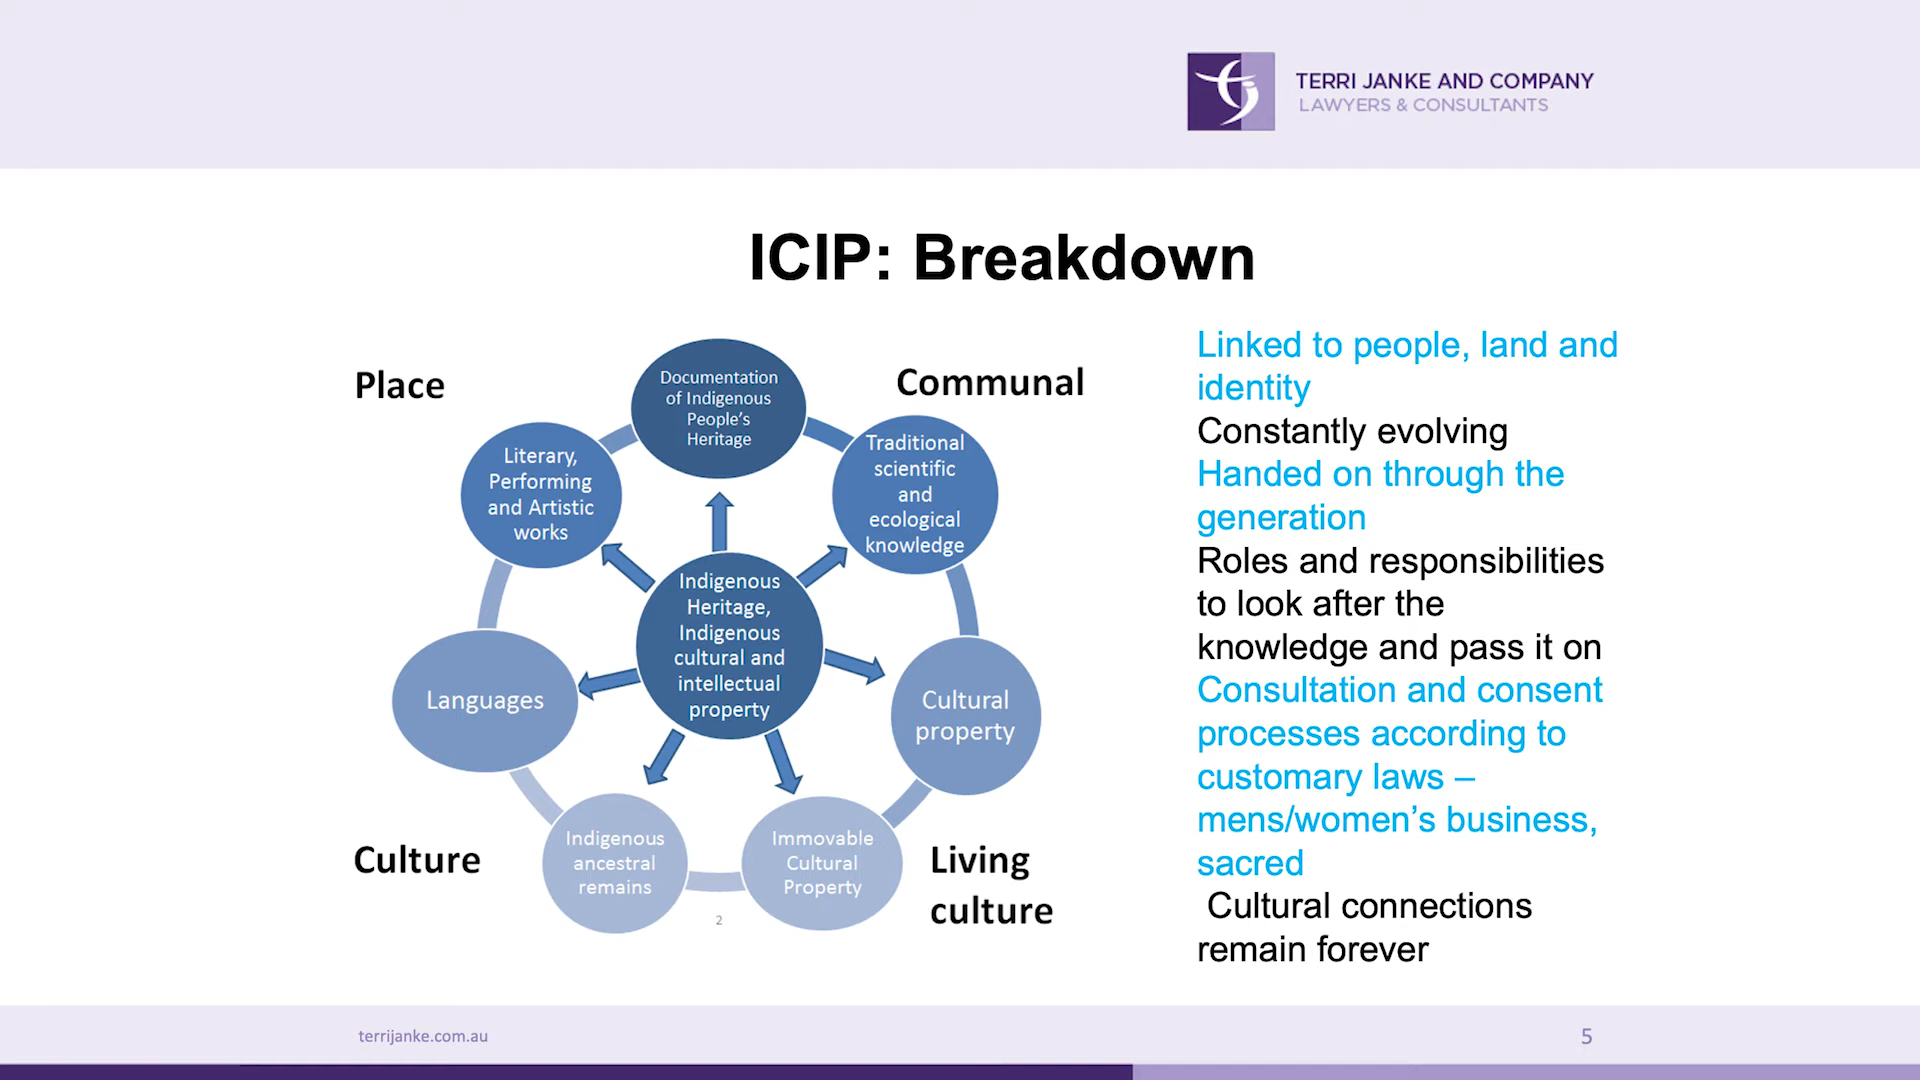 TERRI JANKE AND COMPANY
LAWYERS & CONSULTANTS
ICIP: Breakdown
Place
Communal
Documentation
of Indigenous
People’s
Heritage
Literary,
Performing
and Artistic
works
Traditional
scientific
and
ecological
knowledge
Indigenous
Heritage,
Indigenous
cultural and
intellectual
property
Languages
Cultural
property
Indigenous
ancestral
remains
Immovable
Cultural
Property
Culture
Living
culture
2
Linked to people, land and
identity
Constantly evolving
Handed on through the
generation
Roles and responsibilities
to look after the
knowledge and pass it on
Consultation and consent
processes according to
customary laws –
mens/women’s business,
sacred
Cultural connections
remain forever
terrijanke.com.au
5